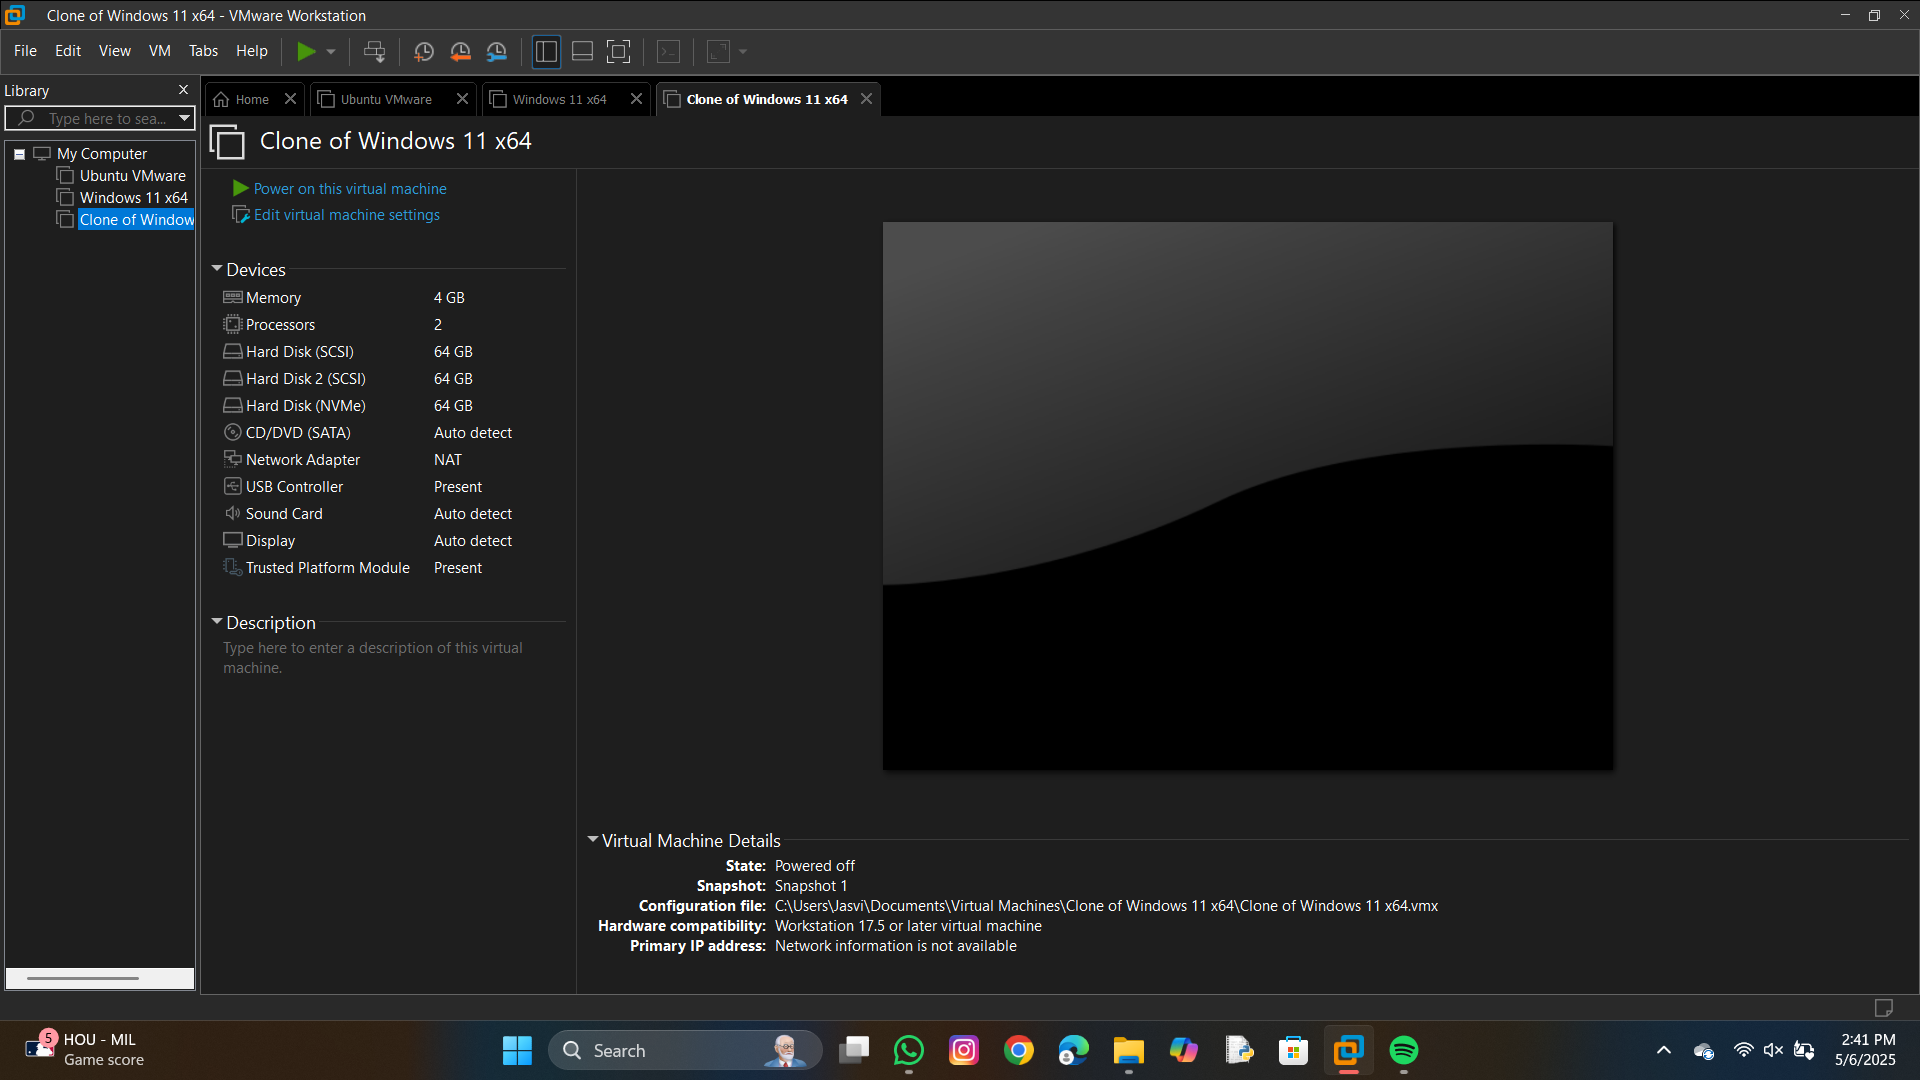 Clone of Windows 11 x64 - VMware Workstation
File Edit View VM Tabs Help
Library
Type here to sea...
My Computer
Ubuntu VMware
Windows 11 x64
Clone of Window
Home
Ubuntu VMware
Windows 11 x64
Clone of Windows 11 x64
Clone of Windows 11 x64
Power on this virtual machine
Edit virtual machine settings
Devices
Memory 4 GB
Processors 2
Hard Disk (SCSI) 64 GB
Hard Disk 2 (SCSI) 64 GB
Hard Disk (NVMe) 64 GB
CD/DVD (SATA) Auto detect
Network Adapter NAT
USB Controller Present
Sound Card Auto detect
Display Auto detect
Trusted Platform Module Present
Description
Type here to enter a description of this virtual
machine.
Virtual Machine Details
State: Powered off
Snapshot: Snapshot 1
Configuration file: C:\Users\Jasvi\Documents\Virtual Machines\Clone of Windows 11 x64\Clone of Windows 11 x64.vmx
Hardware compatibility: Workstation 17.5 or later virtual machine
Primary IP address: Network information is not available
5
HOU - MIL
Game score
Search
2:41 PM
5/6/2025